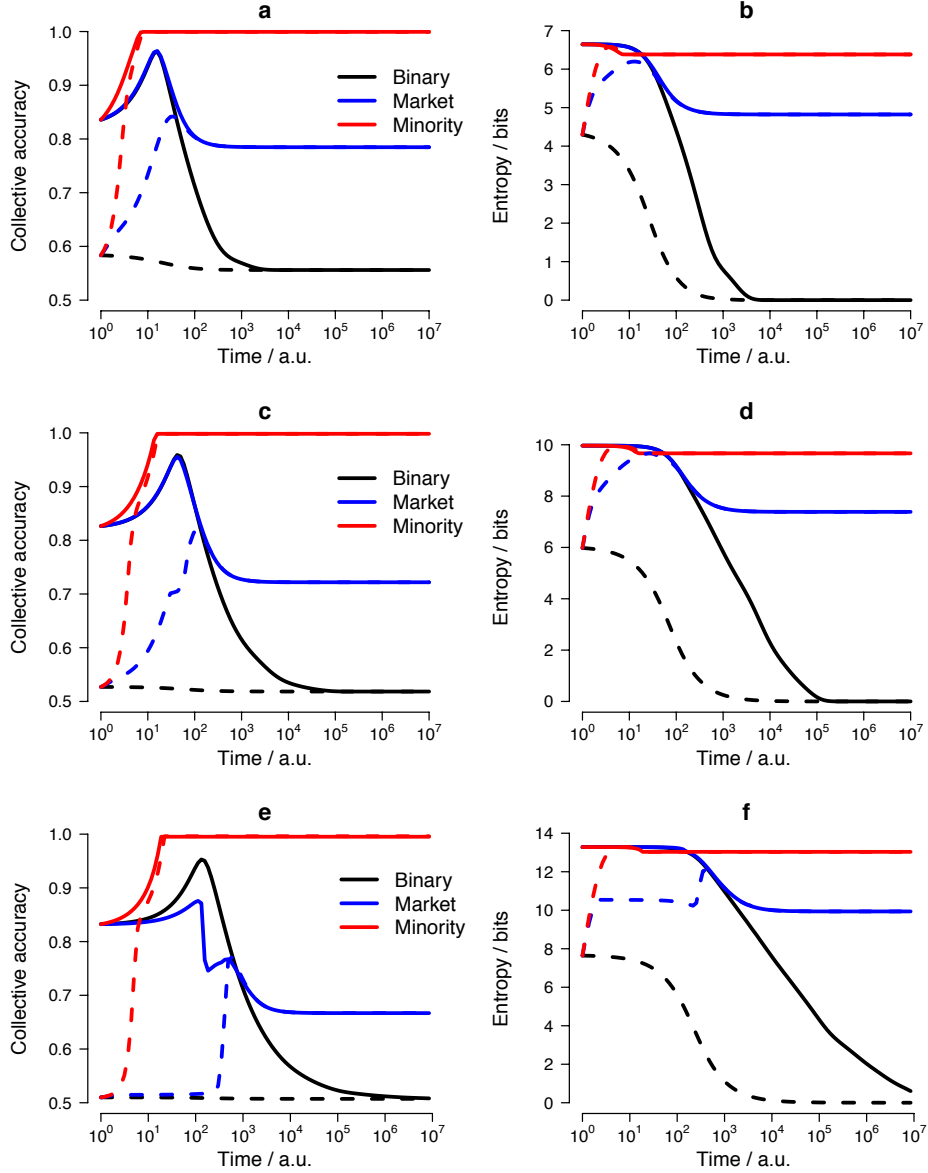 a
Collective accuracy
1.0
0.9
0.8
0.7
0.6
0.5
Binary
Market
Minority
10^0 10^1 10^2 10^3 10^4 10^5 10^6 10^7
Time / a.u.
b
Entropy / bits
7
6
5
4
3
2
1
0
10^0 10^1 10^2 10^3 10^4 10^5 10^6 10^7
Time / a.u.
c
Collective accuracy
1.0
0.9
0.8
0.7
0.6
0.5
Binary
Market
Minority
10^0 10^1 10^2 10^3 10^4 10^5 10^6 10^7
Time / a.u.
d
Entropy / bits
10
8
6
4
2
0
10^0 10^1 10^2 10^3 10^4 10^5 10^6 10^7
Time / a.u.
e
Collective accuracy
1.0
0.9
0.8
0.7
0.6
0.5
Binary
Market
Minority
10^0 10^1 10^2 10^3 10^4 10^5 10^6 10^7
Time / a.u.
f
Entropy / bits
14
12
10
8
6
4
2
0
10^0 10^1 10^2 10^3 10^4 10^5 10^6 10^7
Time / a.u.